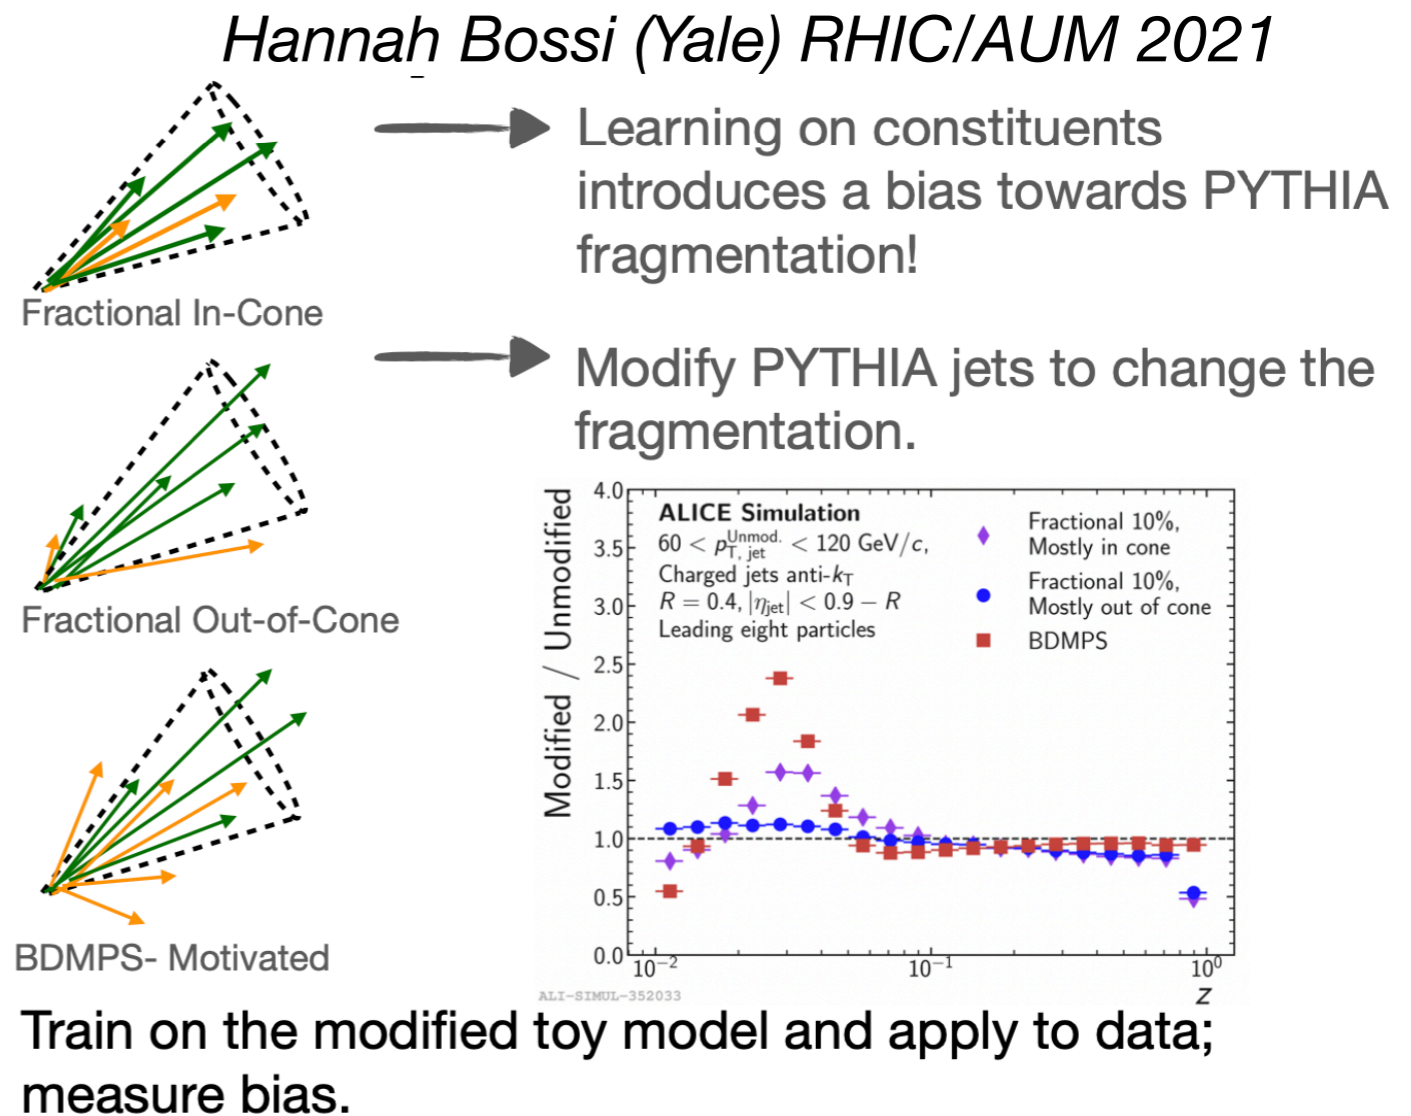 Hannah Bossi (Yale) RHIC/AUM 2021
Learning on constituents
introduces a bias towards PYTHIA
fragmentation!
Fractional In-Cone
Modify PYTHIA jets to change the
fragmentation.
Fractional Out-of-Cone
BDMPS- Motivated
Modified / Unmodified
4.0
3.5
3.0
2.5
2.0
1.5
1.0
0.5
0.0
ALICE Simulation
60 < p_{T, jet}^{Unmod.} < 120 GeV/c,
Charged jets anti-k_T
R = 0.4, |η_{jet}| < 0.9 − R
Leading eight particles
Fractional 10%,
Mostly in cone
Fractional 10%,
Mostly out of cone
BDMPS
10^{−2}
10^{−1}
10^{0}
z
ALI-SIMUL-352033
Train on the modified toy model and apply to data;
measure bias.